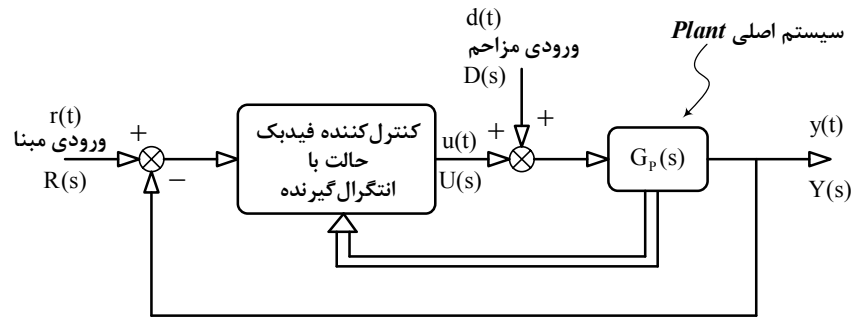 سیستم اصلی Plant
d(t)
ورودی مزاحم
D(s)
r(t)
ورودی مبنا
R(s)
+
−
کنترل‌کننده فیدبک
حالت با
انتگرال‌گیرنده
u(t)
U(s)
+
+
G_P(s)
y(t)
Y(s)